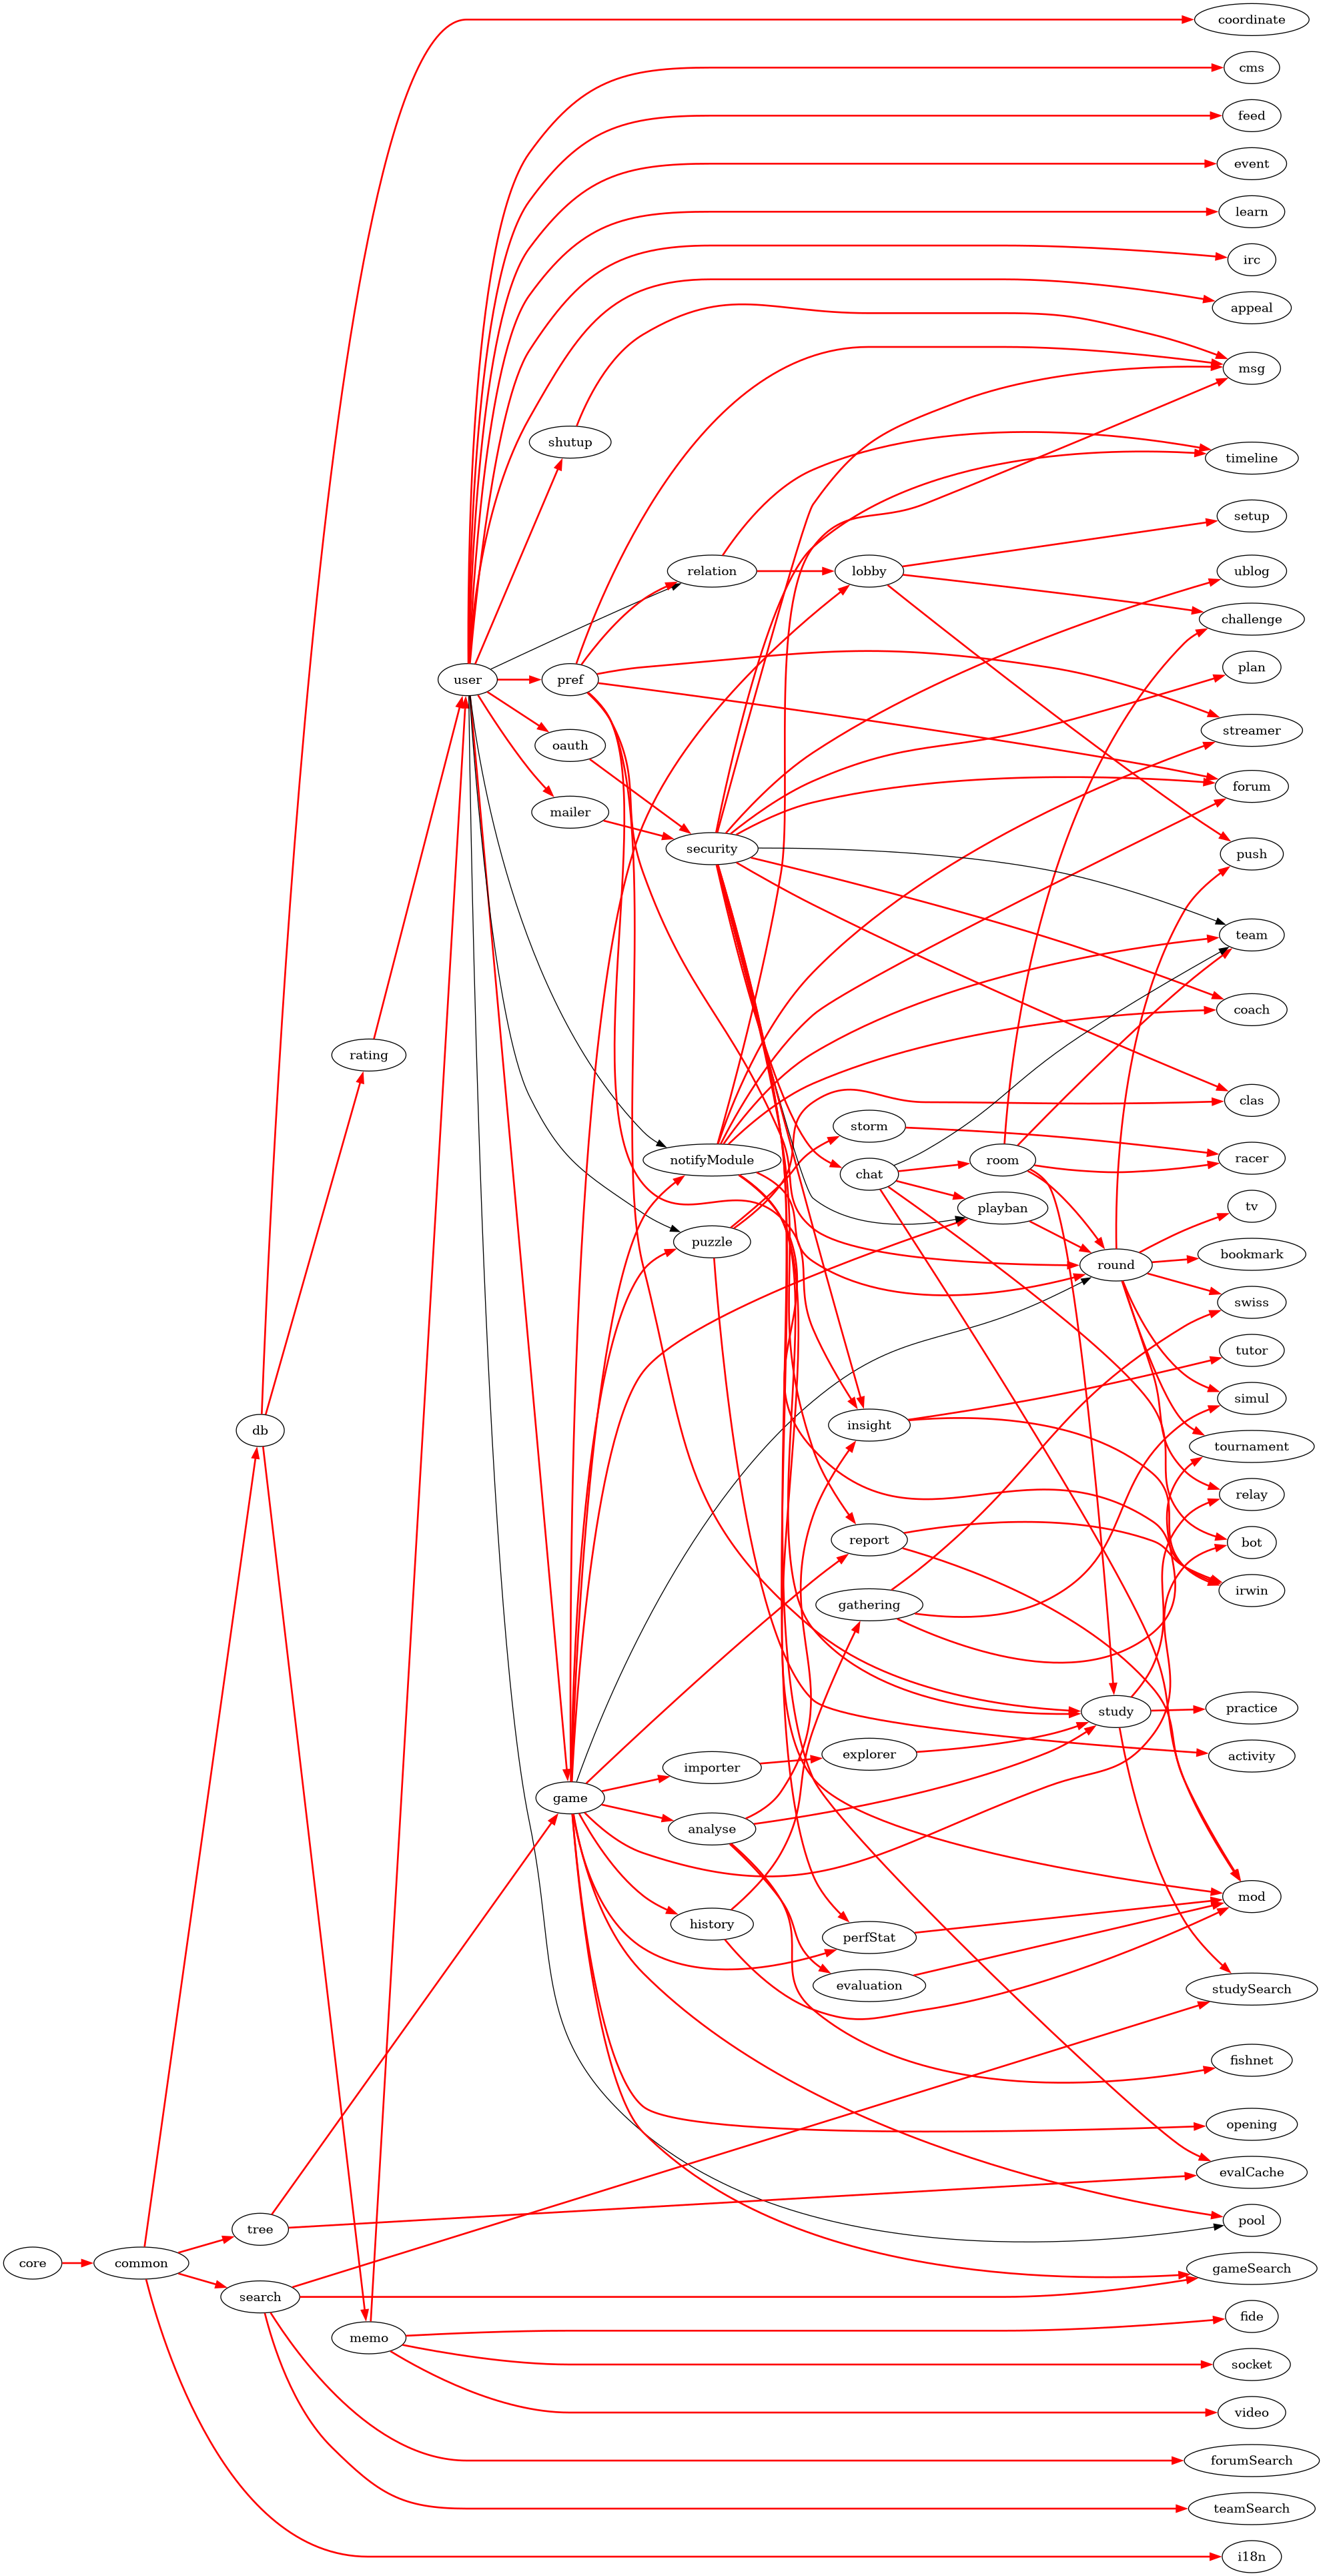 coordinate
cms
feed
event
learn
irc
appeal
msg
shutup
timeline
setup
relation
lobby
ublog
challenge
plan
user
pref
streamer
oauth
forum
mailer
security
push
team
coach
rating
clas
storm
notifyModule
chat
room
racer
playban
tv
puzzle
round
bookmark
swiss
tutor
simul
db
insight
tournament
relay
report
bot
irwin
gathering
study
practice
explorer
activity
importer
game
analyse
history
mod
perfStat
evaluation
studySearch
fishnet
opening
evalCache
pool
tree
core
common
gameSearch
search
fide
memo
socket
video
forumSearch
teamSearch
i18n